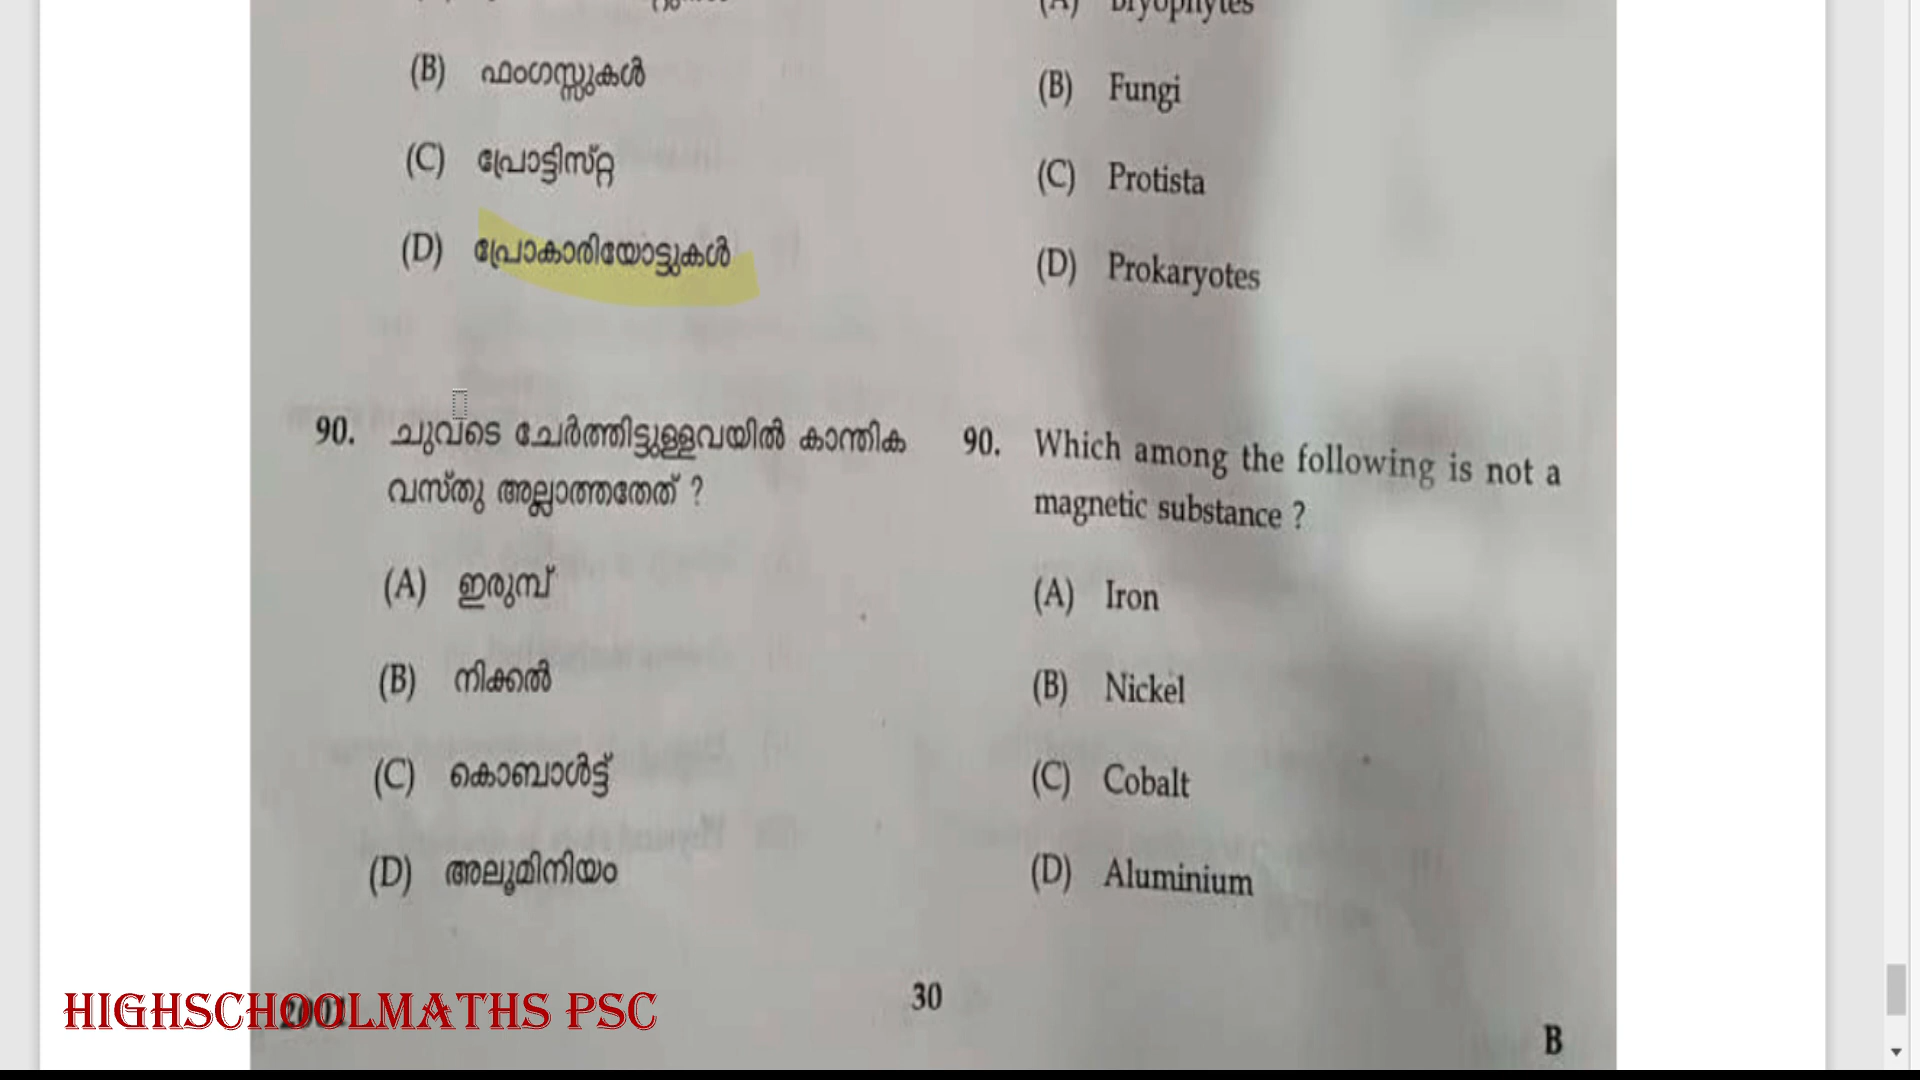 (B) ഫംഗസ്സുകൾ
(C) പ്രോട്ടിസ്റ്റ
(D) പ്രോകാരിയോട്ടുകൾ
90. ചുവടെ ചേർത്തിട്ടുള്ളവയിൽ കാന്തിക
വസ്തു അല്ലാത്തതേത് ?
(A) ഇരുമ്പ്
(B) നിക്കൽ
(C) കൊബാൾട്ട്
(D) അലൂമിനിയം
(A) Bryophytes
(B) Fungi
(C) Protista
(D) Prokaryotes
90. Which among the following is not a
magnetic substance ?
(A) Iron
(B) Nickel
(C) Cobalt
(D) Aluminium
30
B
HIGHSCHOOLMATHS PSC